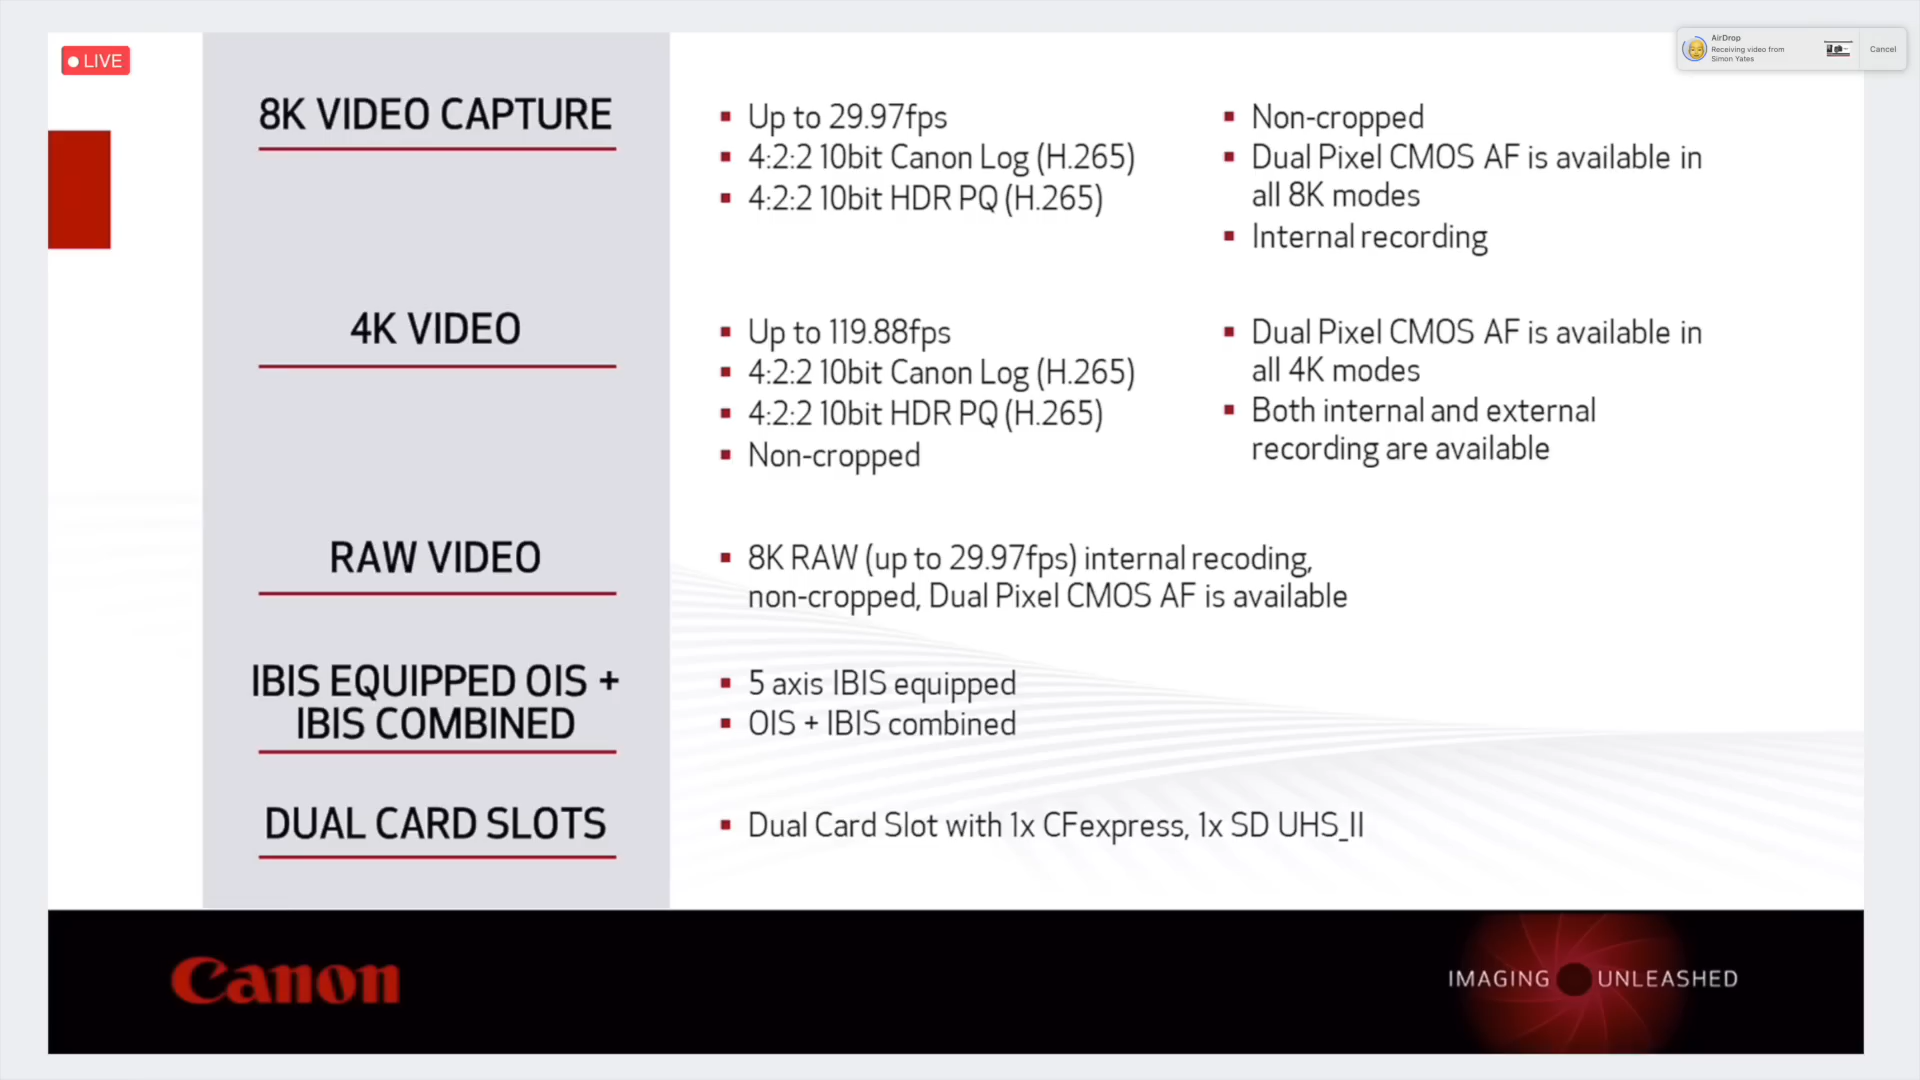 LIVE
AirDrop
Receiving video from
Simon Yates
Cancel
8K VIDEO CAPTURE
Up to 29.97fps
4:2:2 10bit Canon Log (H.265)
4:2:2 10bit HDR PQ (H.265)
Non-cropped
Dual Pixel CMOS AF is available in
all 8K modes
Internal recording
4K VIDEO
Up to 119.88fps
4:2:2 10bit Canon Log (H.265)
4:2:2 10bit HDR PQ (H.265)
Non-cropped
Dual Pixel CMOS AF is available in
all 4K modes
Both internal and external
recording are available
RAW VIDEO
8K RAW (up to 29.97fps) internal recoding,
non-cropped, Dual Pixel CMOS AF is available
IBIS EQUIPPED OIS +
IBIS COMBINED
5 axis IBIS equipped
OIS + IBIS combined
DUAL CARD SLOTS
Dual Card Slot with 1x CFexpress, 1x SD UHS_II
Canon
IMAGING UNLEASHED